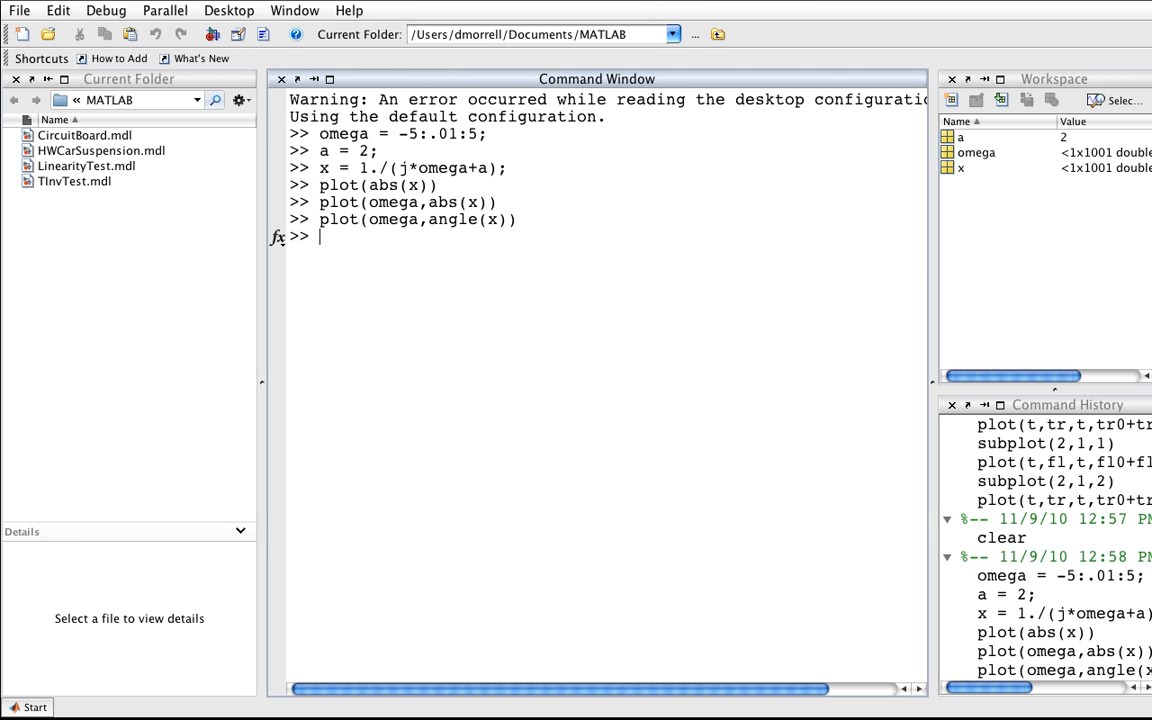 File Edit Debug Parallel Desktop Window Help
Current Folder: /Users/dmorrell/Documents/MATLAB ...
Shortcuts How to Add What's New
Current Folder
« MATLAB
Name
CircuitBoard.mdl
HWCarSuspension.mdl
LinearityTest.mdl
TInvTest.mdl
Details
Select a file to view details
Start
Command Window
Warning: An error occurred while reading the desktop configuratio
Using the default configuration.
>> omega = -5:.01:5;
>> a = 2;
>> x = 1./(j*omega+a);
>> plot(abs(x))
>> plot(omega,abs(x))
>> plot(omega,angle(x))
fx >>
Workspace
Selec...
Name Value
a 2
omega <1x1001 double
x <1x1001 double
Command History
plot(t,tr,t,tr0+tr
subplot(2,1,1)
plot(t,fl,t,fl0+fl
subplot(2,1,2)
plot(t,tr,t,tr0+tr
%-- 11/9/10 12:57 PM
clear
%-- 11/9/10 12:58 PM
omega = -5:.01:5;
a = 2;
x = 1./(j*omega+a)
plot(abs(x))
plot(omega,abs(x))
plot(omega,angle(x